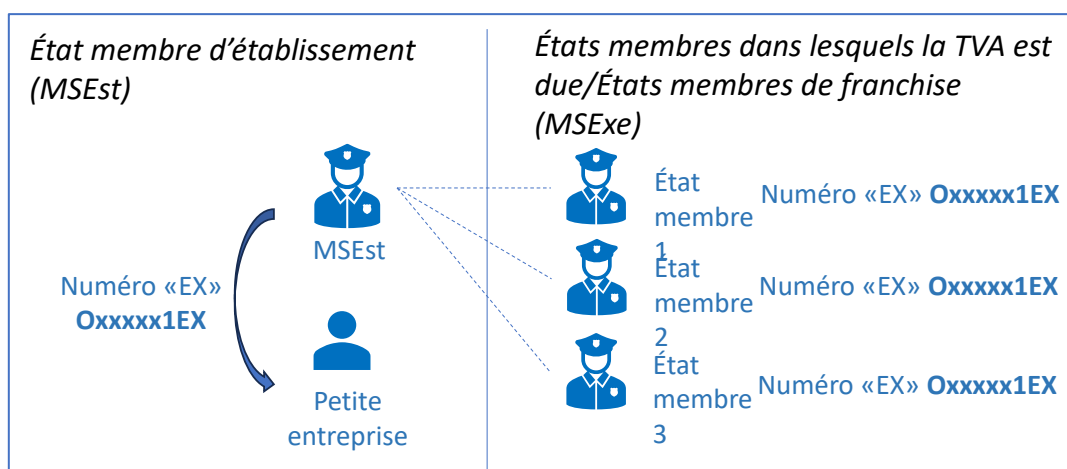 État membre d’établissement
(MSEst)
États membres dans lesquels la TVA est
due/États membres de franchise
(MSExe)
MSEst
Numéro «EX»
Oxxxxx1EX
Petite
entreprise
État
membre
1
Numéro «EX» Oxxxxx1EX
État
membre
2
Numéro «EX» Oxxxxx1EX
État
membre
3
Numéro «EX» Oxxxxx1EX